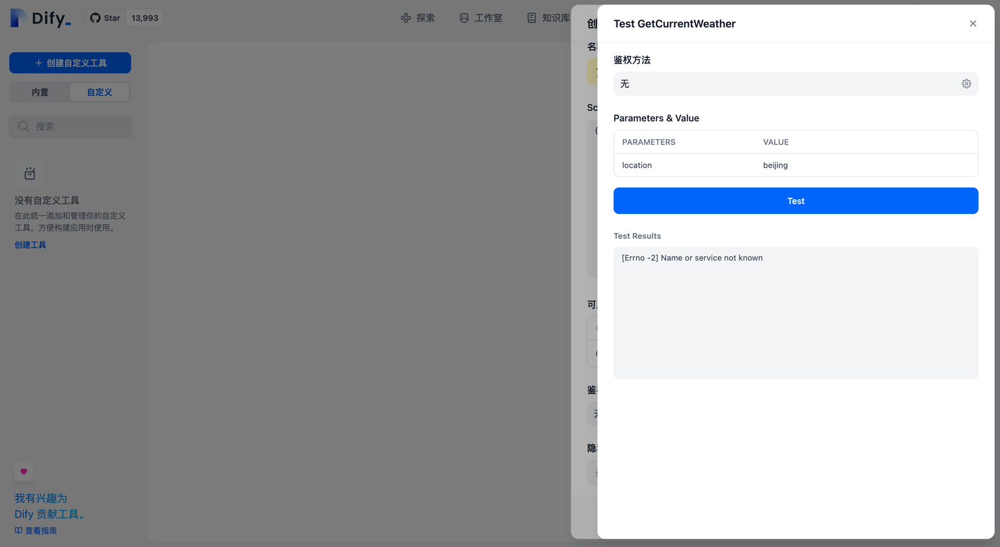 Dify_
Star 13,993
探索
工作室
知识库
创建自定义工具
内置
自定义
搜索
没有自定义工具
在此统一添加和管理你的自定义
工具，方便构建应用时使用。
创建工具
我有兴趣为
Dify 贡献工具。
查看指南
创
Sc
{
可
隐
Test GetCurrentWeather
鉴权方法
无
Parameters & Value
PARAMETERS VALUE
location beijing
Test
Test Results
[Errno -2] Name or service not known